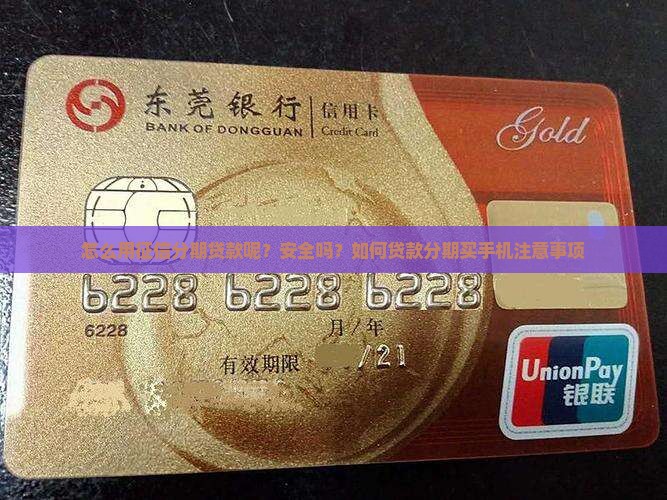 东莞银行
BANK OF DONGGUAN
信用卡
Credit Card
Gold
怎么用征信分期贷款呢？安全吗？如何贷款分期买手机注意事项
6228 6228 6228
6228
月/年
有效期限 /21
UnionPay
银联